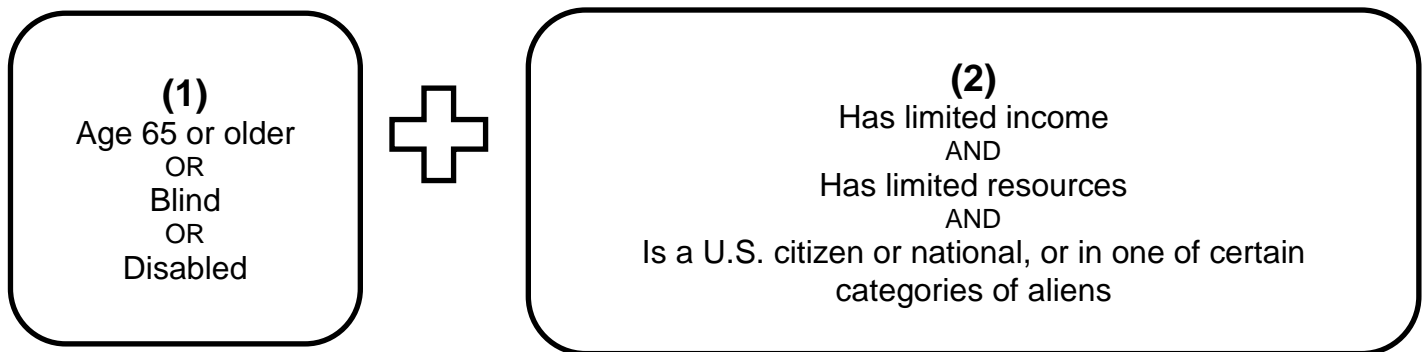 (1)
Age 65 or older
OR
Blind
OR
Disabled
(2)
Has limited income
AND
Has limited resources
AND
Is a U.S. citizen or national, or in one of certain
categories of aliens